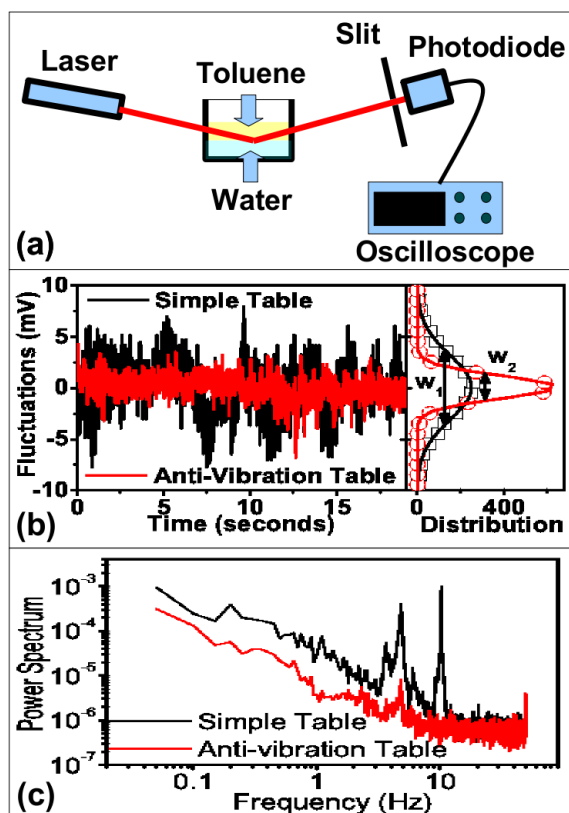 Slit
Photodiode
Laser
Toluene
Water
Oscilloscope
(a)
Fluctuations (mV)
10
5
0
-5
-10
Simple Table
Anti-Vibration Table
0 5 10 15
Time (seconds)
w1
w2
400
Distribution
(b)
Power Spectrum
10^-3
10^-4
10^-5
10^-6
10^-7
Simple Table
Anti-vibration Table
0.1 1 10
Frequency (Hz)
(c)